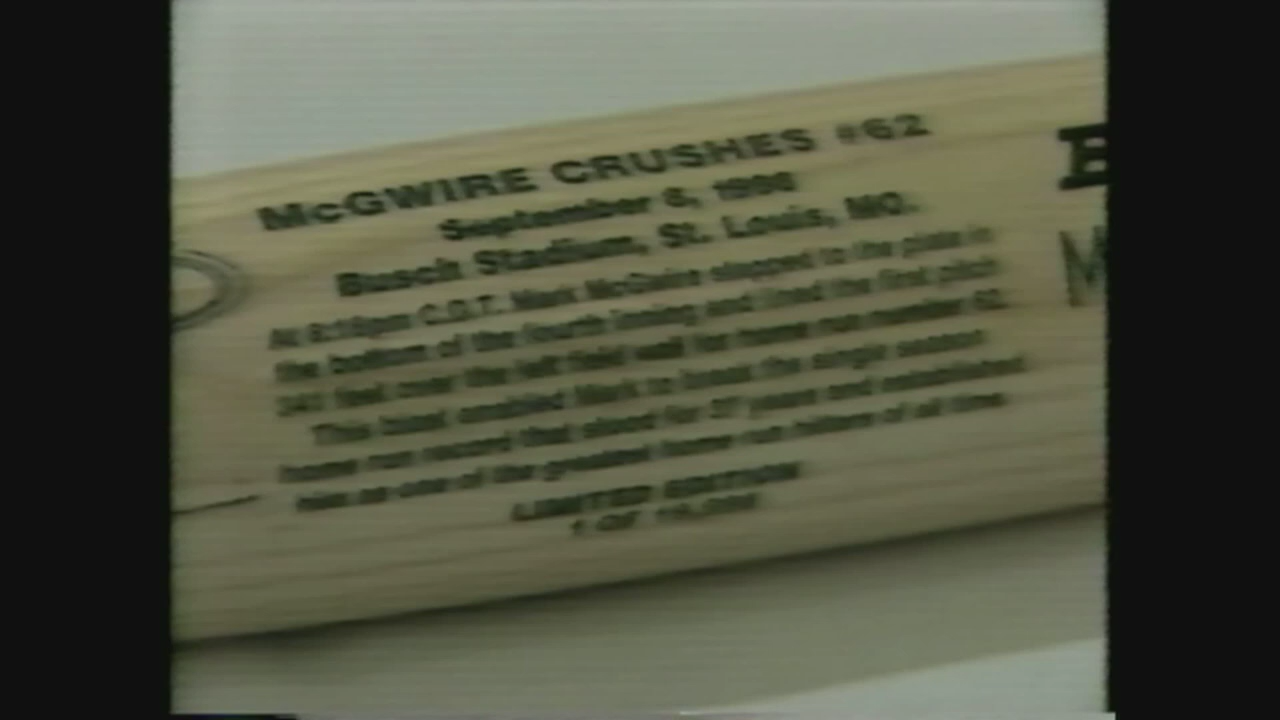 McGWIRE CRUSHES #62
September 8, 1998
Busch Stadium, St. Louis, MO.
At C.D.T. Mark McGwire stepped to the plate in
the bottom of the fourth inning and lined the first pitch
341 feet over the left field wall for home run number 62.
This blast enabled Mark to break the single season
home run record that stood for 37 years and established
him as one of the greatest home run hitters of all time.
LIMITED EDITION
1 OF